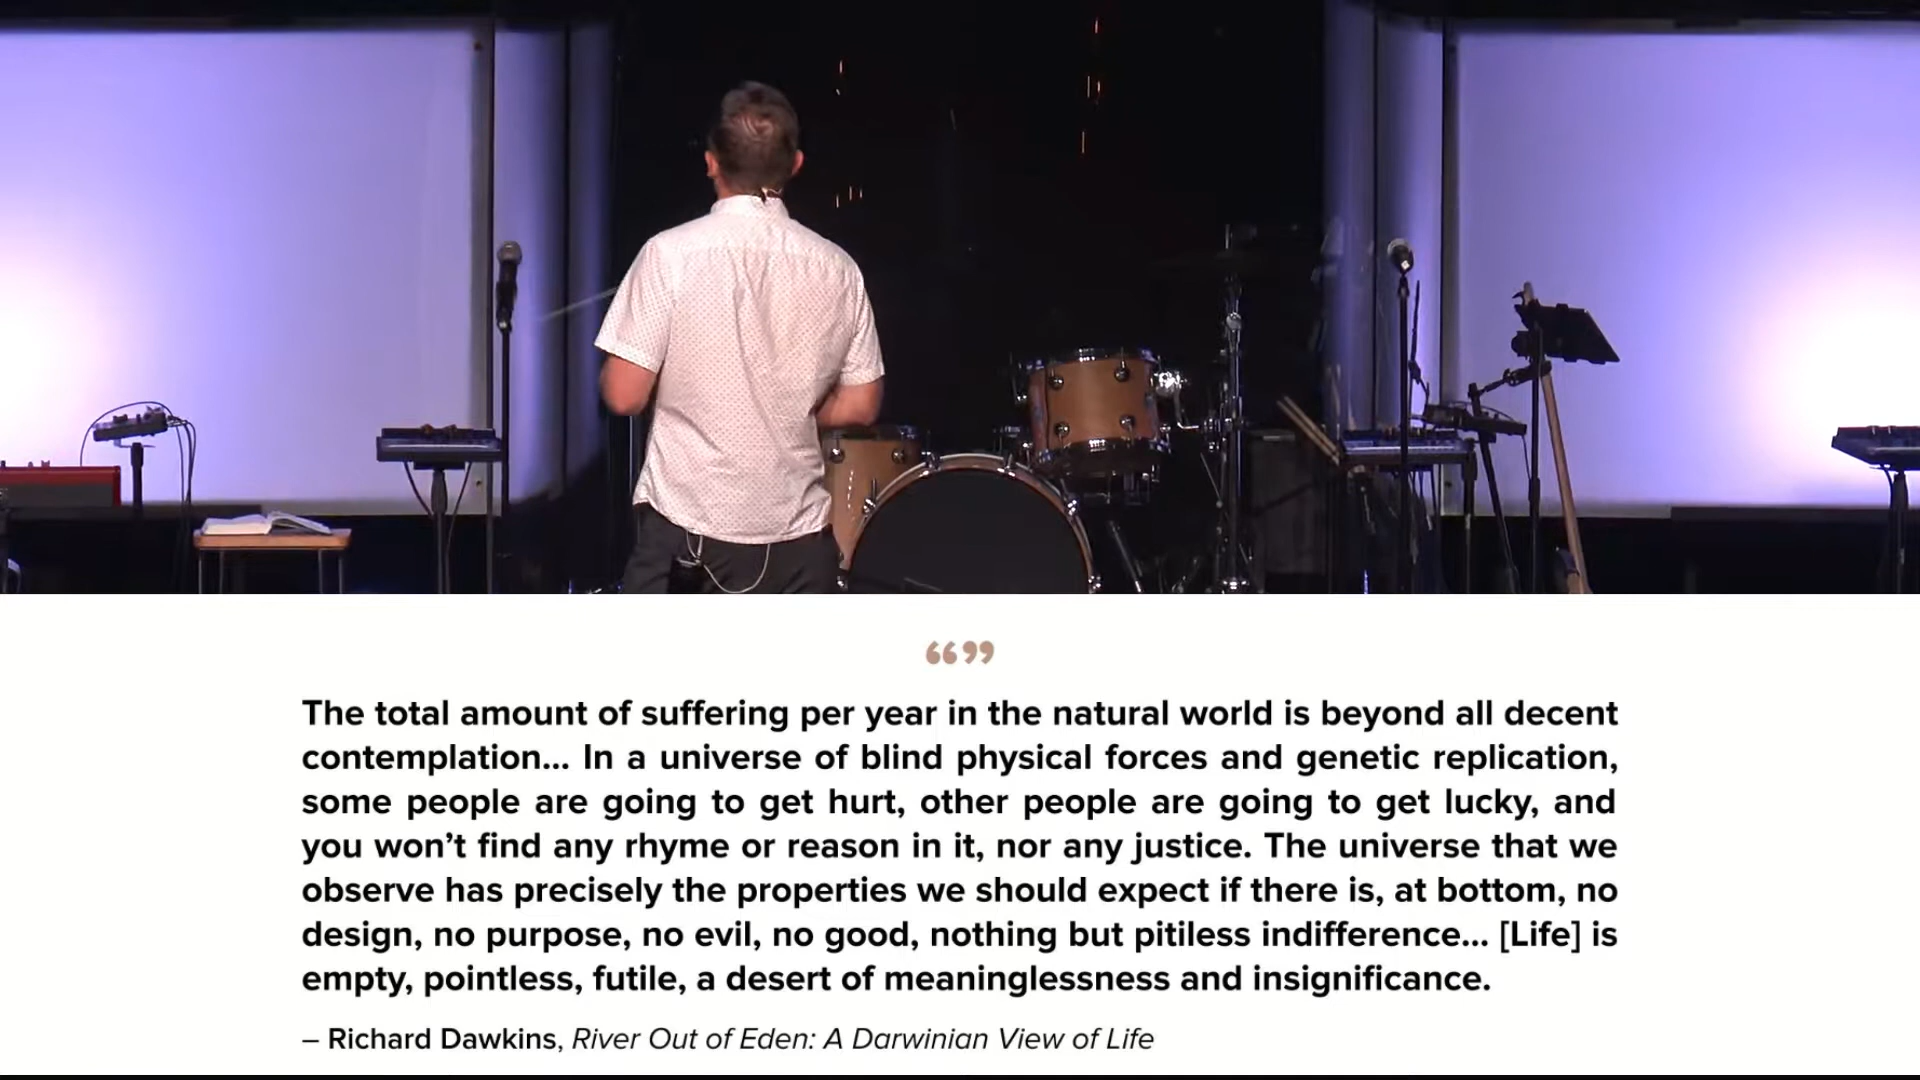 “”
The total amount of suffering per year in the natural world is beyond all decent
contemplation... In a universe of blind physical forces and genetic replication,
some people are going to get hurt, other people are going to get lucky, and
you won’t find any rhyme or reason in it, nor any justice. The universe that we
observe has precisely the properties we should expect if there is, at bottom, no
design, no purpose, no evil, no good, nothing but pitiless indifference... [Life] is
empty, pointless, futile, a desert of meaninglessness and insignificance.
– Richard Dawkins, River Out of Eden: A Darwinian View of Life